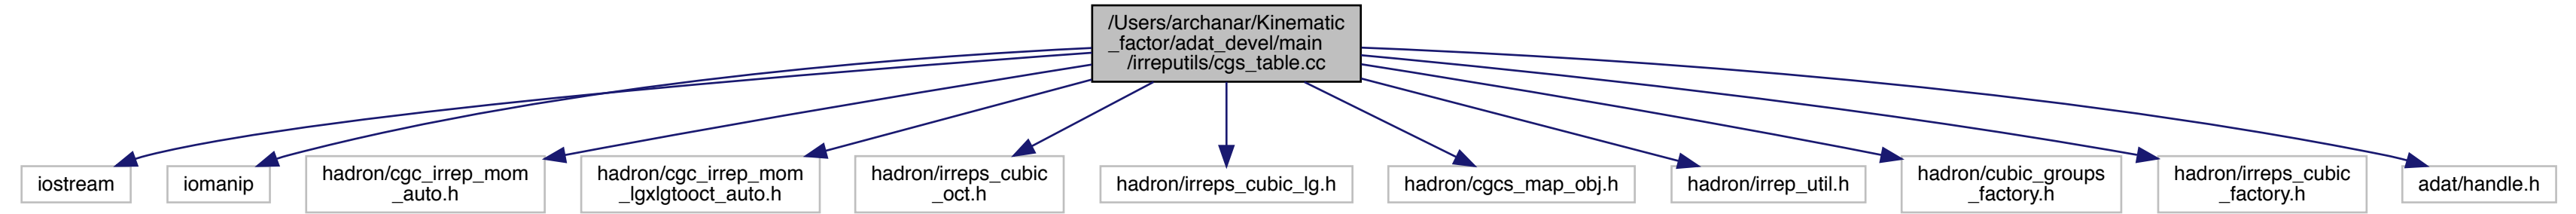 /Users/archanar/Kinematic
_factor/adat_devel/main
/irreputils/cgs_table.cc
iostream
iomanip
hadron/cgc_irrep_mom
_auto.h
hadron/cgc_irrep_mom
_lgxlgtooct_auto.h
hadron/irreps_cubic
_oct.h
hadron/irreps_cubic_lg.h
hadron/cgcs_map_obj.h
hadron/irrep_util.h
hadron/cubic_groups
_factory.h
hadron/irreps_cubic
_factory.h
adat/handle.h